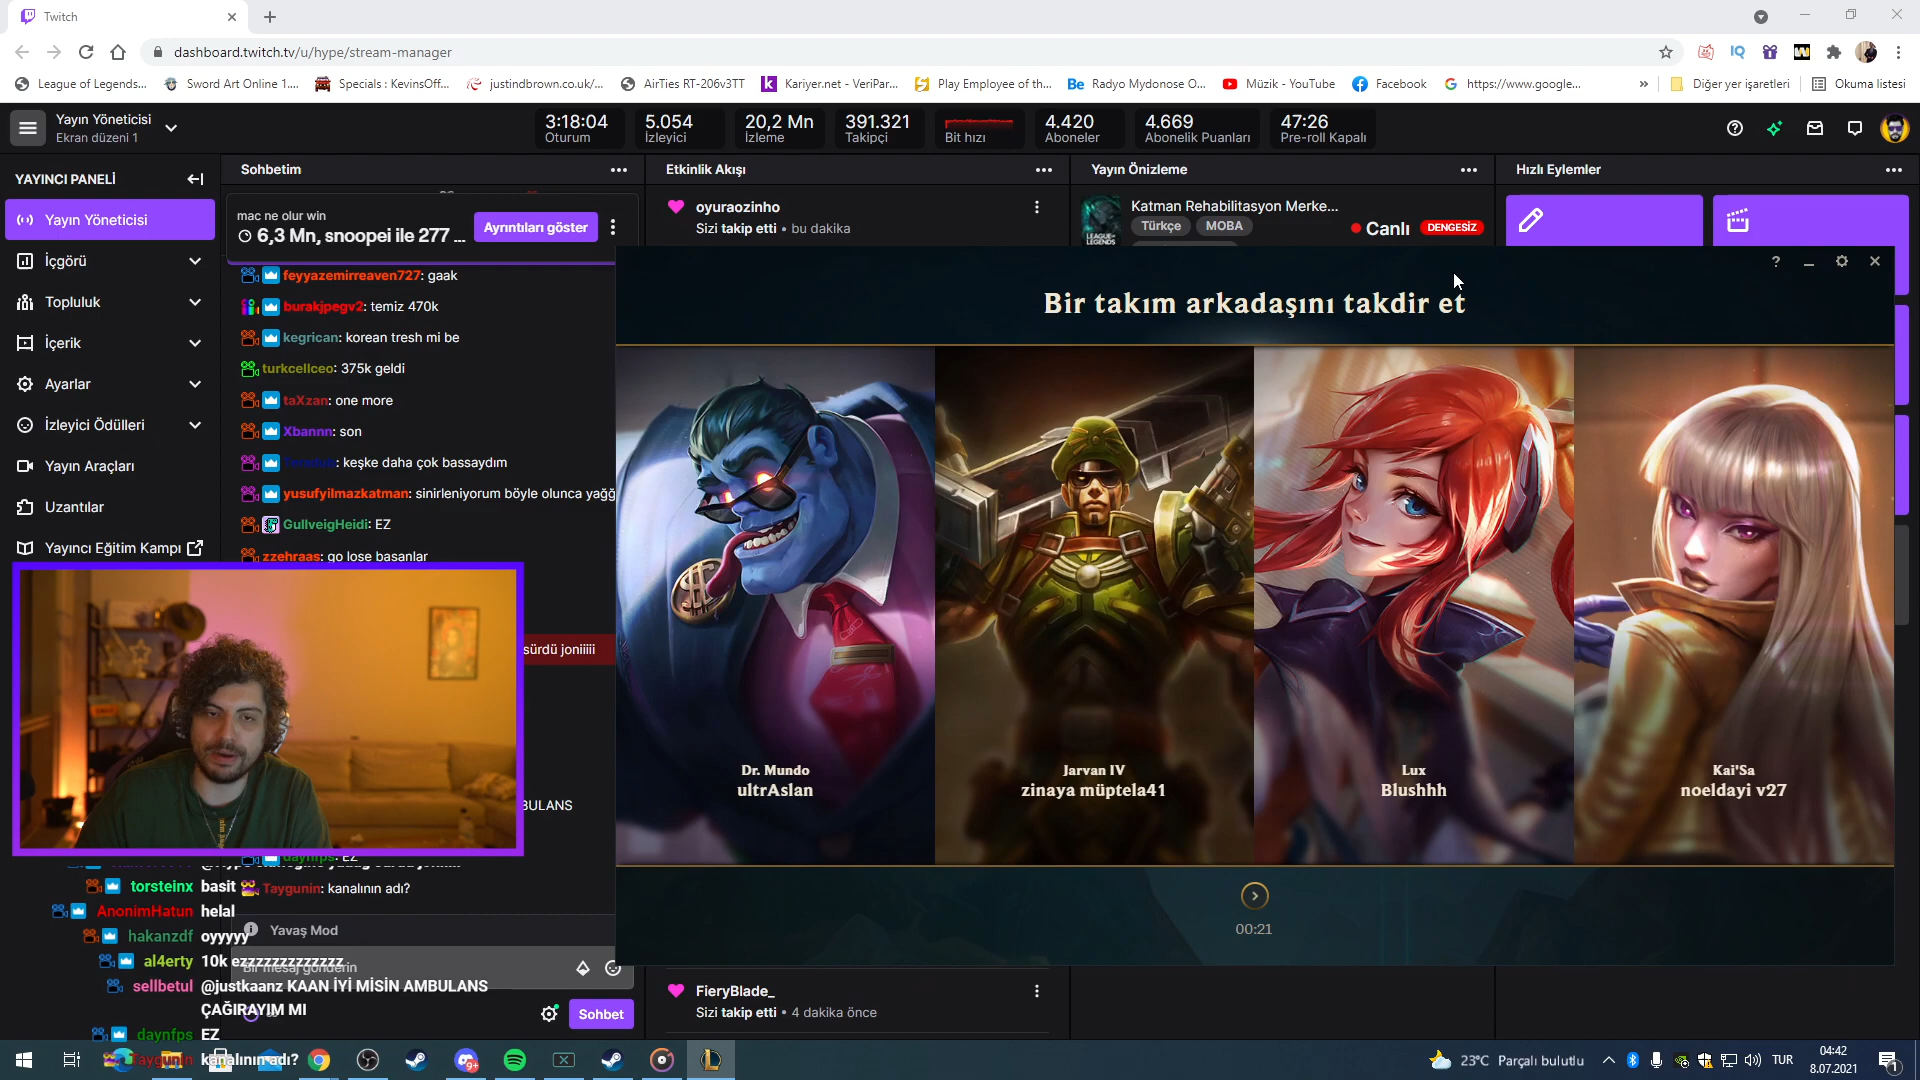 Twitch
dashboard.twitch.tv/u/hype/stream-manager
League of Legends...
Sword Art Online 1....
Specials : KevinsOff...
justindbrown.co.uk/...
AirTies RT-206v3TT
Kariyer.net - VeriPar...
Play Employee of th...
Radyo Mydonose O...
Müzik - YouTube
Facebook
https://www.google...
»
Diğer yer işaretleri
Okuma listesi
Yayın Yöneticisi
Ekran düzeni 1
3:18:04
Oturum
5.054
İzleyici
20,2 Mn
İzleme
391.321
Takipçi
Bit hızı
4.420
Aboneler
4.669
Abonelik Puanları
47:26
Pre-roll Kapalı
YAYINCI PANELİ
Yayın Yöneticisi
İçgörü
Topluluk
İçerik
Ayarlar
İzleyici Ödülleri
Yayın Araçları
Uzantılar
Yayıncı Eğitim Kampı
Sohbetim
mac ne olur win
6,3 Mn, snoopei ile 277 ...
Ayrıntıları göster
feyyazemirreaven727: gaak
burakjpegv2: temiz 470k
kegrican: korean tresh mi be
turkcellceo: 375k geldi
taXzan: one more
Xbannn: son
: keşke daha çok bassaydım
yusufyilmazkatman: sinirleniyorum böyle olunca yağğ
GullveigHeidi: EZ
zzehraas: go lose basanlar
sürdü joniiiii
BULANS
daynfps: EZ
Taygunin: kanalının adı?
torsteinx basit
AnonimHatun helal
hakanzdf oyyyyy
al4erty 10k ezzzzzzzzzzzzz
sellbetul @justkaanz KAAN İYİ MİSİN AMBULANS
ÇAĞIRAYIM MI
daynfps EZ
Taygunin kanalının adı?
Yavaş Mod
Bir mesaj gönderin
Sohbet
Etkinlik Akışı
oyuraozinho
Sizi takip etti • bu dakika
FieryBlade_
Sizi takip etti • 4 dakika önce
Yayın Önizleme
Katman Rehabilitasyon Merke...
Türkçe
MOBA
Canlı
DENGESİZ
LEAGUE OF
LEGENDS
Hızlı Eylemler
Bir takım arkadaşını takdir et
Dr. Mundo
ultrAslan
Jarvan IV
zinaya müptela41
Lux
Blushhh
Kai'Sa
noeldayi v27
00:21
23°C Parçalı bulutlu
TUR
04:42
8.07.2021